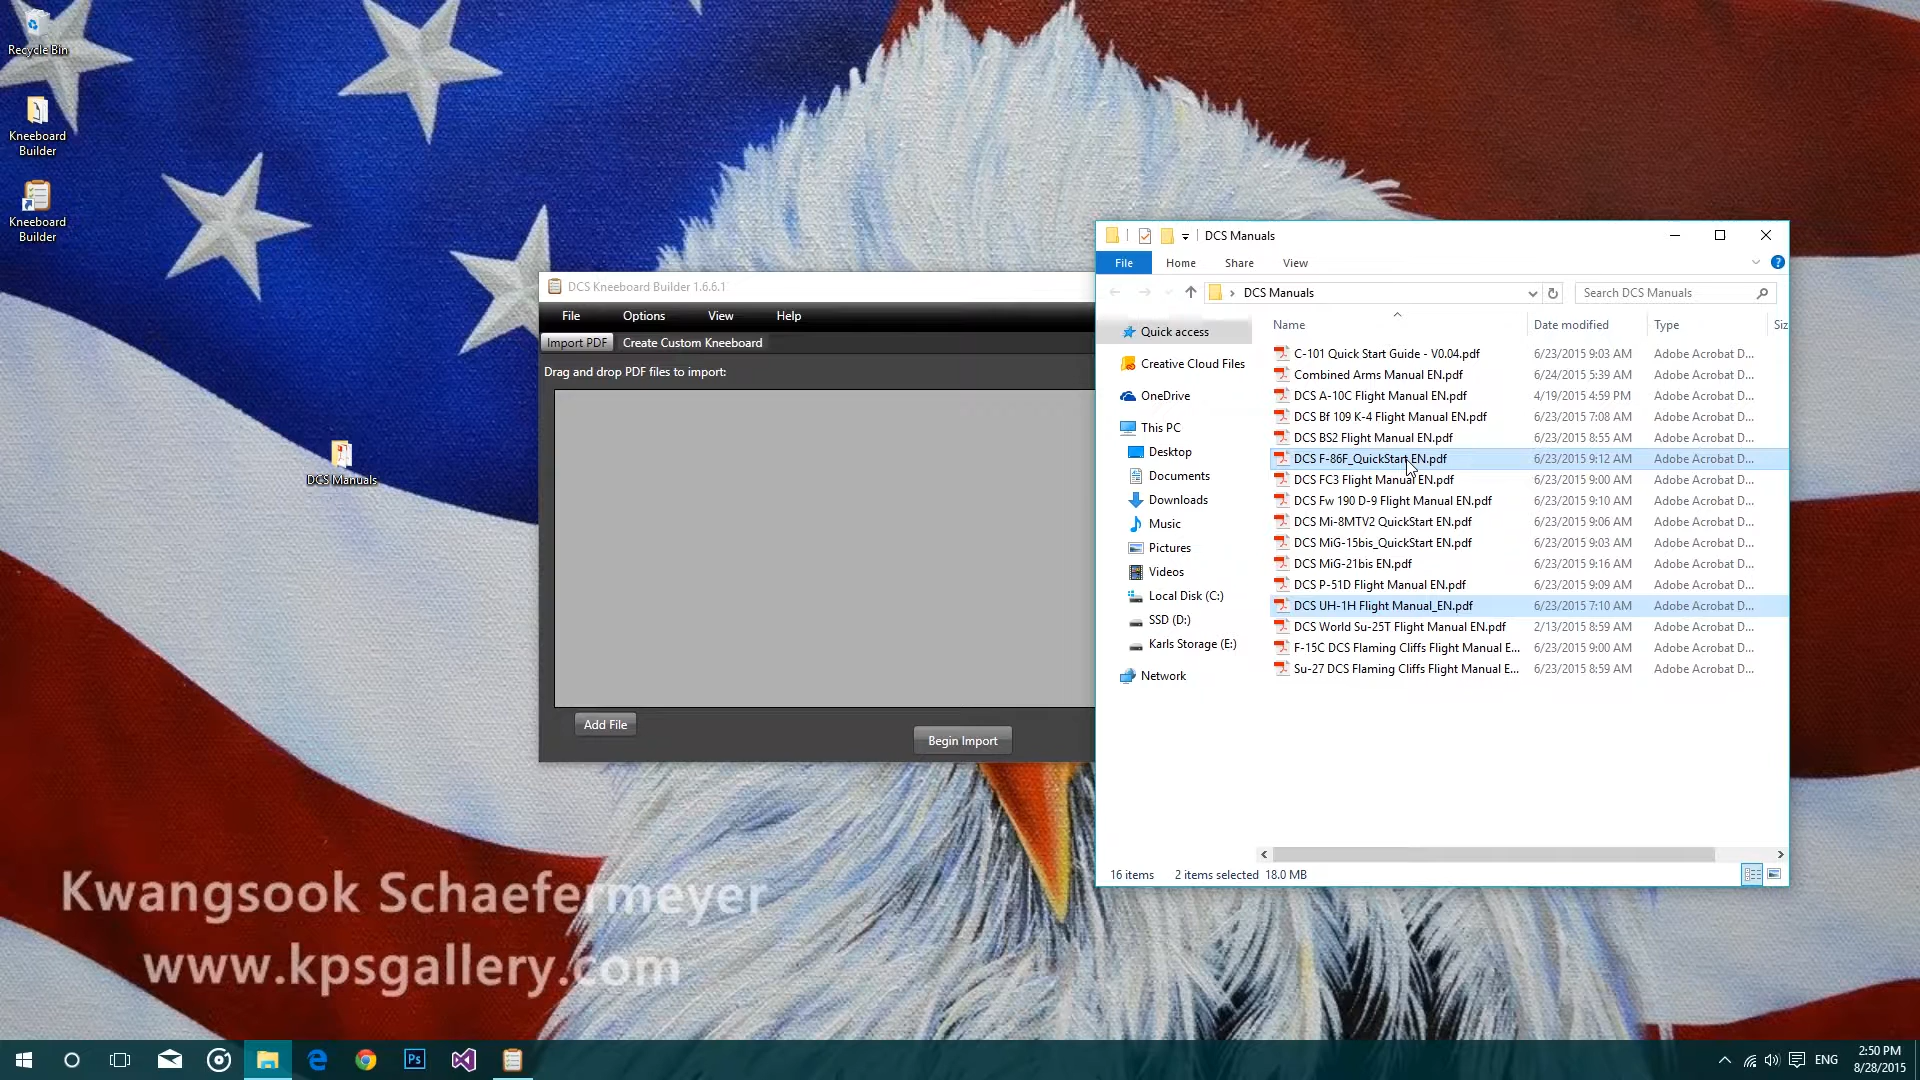 Recycle Bin
Kneeboard
Builder
Kneeboard
Builder
DCS Manuals
DCS Kneeboard Builder 1.6.6.1
File Options View Help
Import PDF Create Custom Kneeboard
Drag and drop PDF files to import:
Add File
Begin Import
DCS Manuals
File Home Share View
DCS Manuals
Search DCS Manuals
Quick access
Creative Cloud Files
OneDrive
This PC
Desktop
Documents
Downloads
Music
Pictures
Videos
Local Disk (C:)
SSD (D:)
Karls Storage (E:)
Network
Name Date modified Type Siz
C-101 Quick Start Guide - V0.04.pdf 6/23/2015 9:03 AM Adobe Acrobat D...
Combined Arms Manual EN.pdf 6/24/2015 5:39 AM Adobe Acrobat D...
DCS A-10C Flight Manual EN.pdf 4/19/2015 4:59 PM Adobe Acrobat D...
DCS Bf 109 K-4 Flight Manual EN.pdf 6/23/2015 7:08 AM Adobe Acrobat D...
DCS BS2 Flight Manual EN.pdf 6/23/2015 8:55 AM Adobe Acrobat D...
DCS F-86F_QuickStart EN.pdf 6/23/2015 9:12 AM Adobe Acrobat D...
DCS FC3 Flight Manual EN.pdf 6/23/2015 9:00 AM Adobe Acrobat D...
DCS Fw 190 D-9 Flight Manual EN.pdf 6/23/2015 9:10 AM Adobe Acrobat D...
DCS Mi-8MTV2 QuickStart EN.pdf 6/23/2015 9:06 AM Adobe Acrobat D...
DCS MiG-15bis_QuickStart EN.pdf 6/23/2015 9:03 AM Adobe Acrobat D...
DCS MiG-21bis EN.pdf 6/23/2015 9:16 AM Adobe Acrobat D...
DCS P-51D Flight Manual EN.pdf 6/23/2015 9:09 AM Adobe Acrobat D...
DCS UH-1H Flight Manual_EN.pdf 6/23/2015 7:10 AM Adobe Acrobat D...
DCS World Su-25T Flight Manual EN.pdf 2/13/2015 8:59 AM Adobe Acrobat D...
F-15C DCS Flaming Cliffs Flight Manual E... 6/23/2015 9:00 AM Adobe Acrobat D...
Su-27 DCS Flaming Cliffs Flight Manual E... 6/23/2015 8:59 AM Adobe Acrobat D...
16 items 2 items selected 18.0 MB
Kwangsook Schaefermeyer
www.kpsgallery.com
Ps
ENG
2:50 PM
8/28/2015